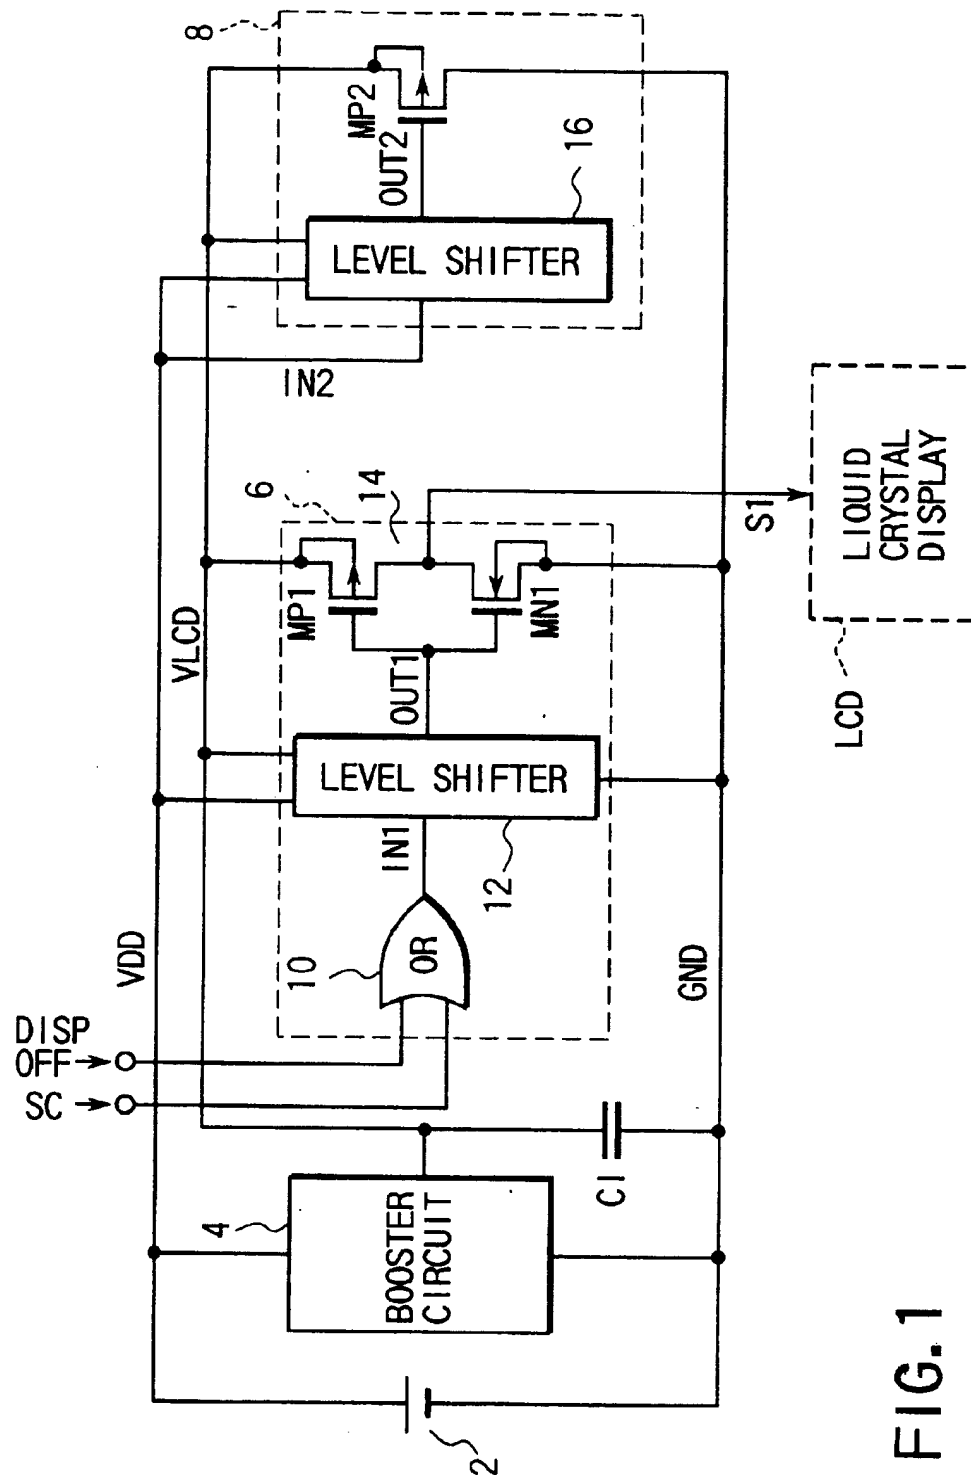 8
MP2
OUT2
16
LEVEL SHIFTER
IN2
6
14
MP1
MN1
S1
LIQUID
CRYSTAL
DISPLAY
LCD
VLCD
OUT1
LEVEL SHIFTER
IN1
12
VDD
10
OR
GND
DISP
OFF
SC
C1
4
BOOSTER
CIRCUIT
2
FIG. 1